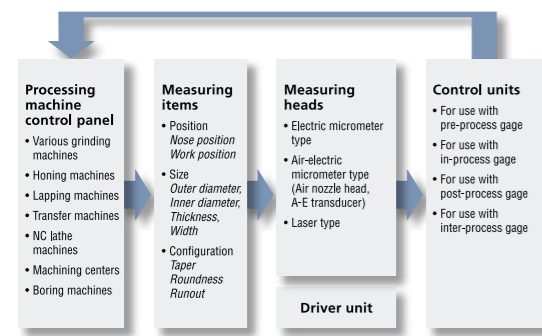 Processing
machine
control panel
• Various grinding
machines
• Honing machines
• Lapping machines
• Transfer machines
• NC lathe
machines
• Machining centers
• Boring machines
Measuring
items
• Position
Nose position
Work position
• Size
Outer diameter,
Inner diameter,
Thickness,
Width
• Configuration
Taper
Roundness
Runout
Measuring
heads
• Electric micrometer
type
• Air-electric
micrometer type
(Air nozzle head,
A-E transducer)
• Laser type
Driver unit
Control units
• For use with
pre-process gage
• For use with
in-process gage
• For use with
post-process gage
• For use with
inter-process gage